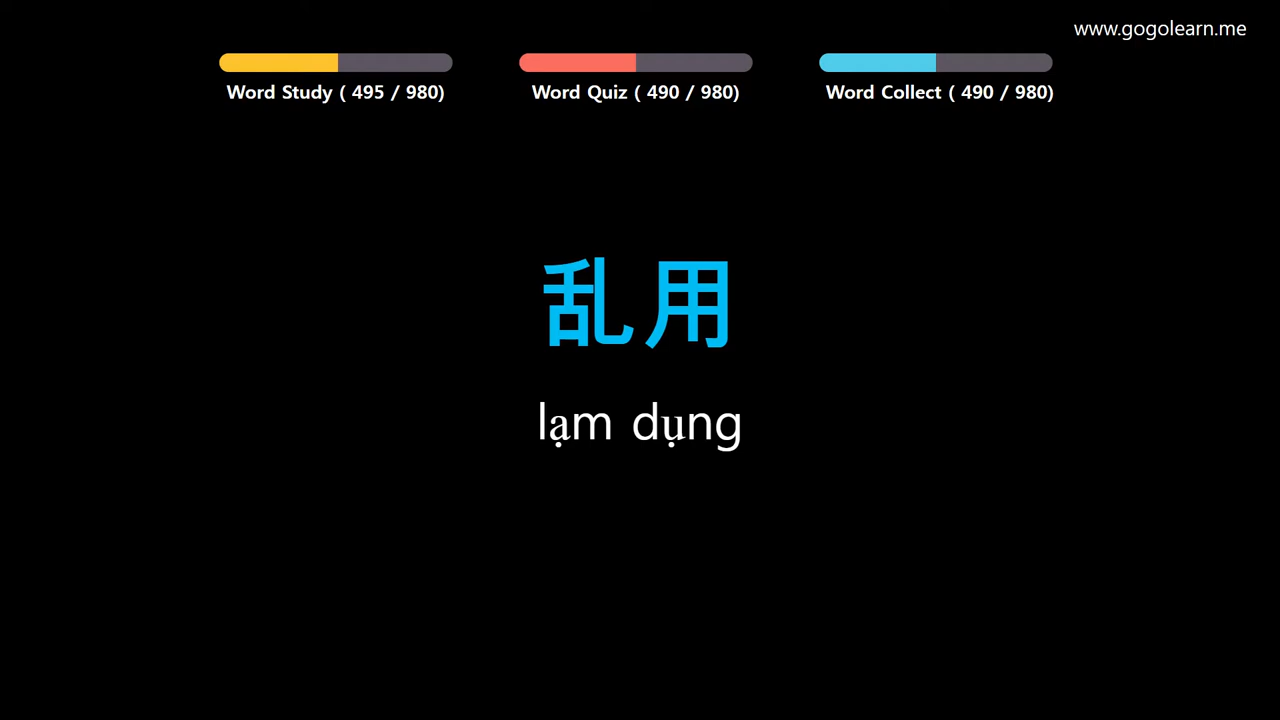 www.gogolearn.me
Word Study ( 495 / 980)
Word Quiz ( 490 / 980)
Word Collect ( 490 / 980)
乱用
lạm dụng